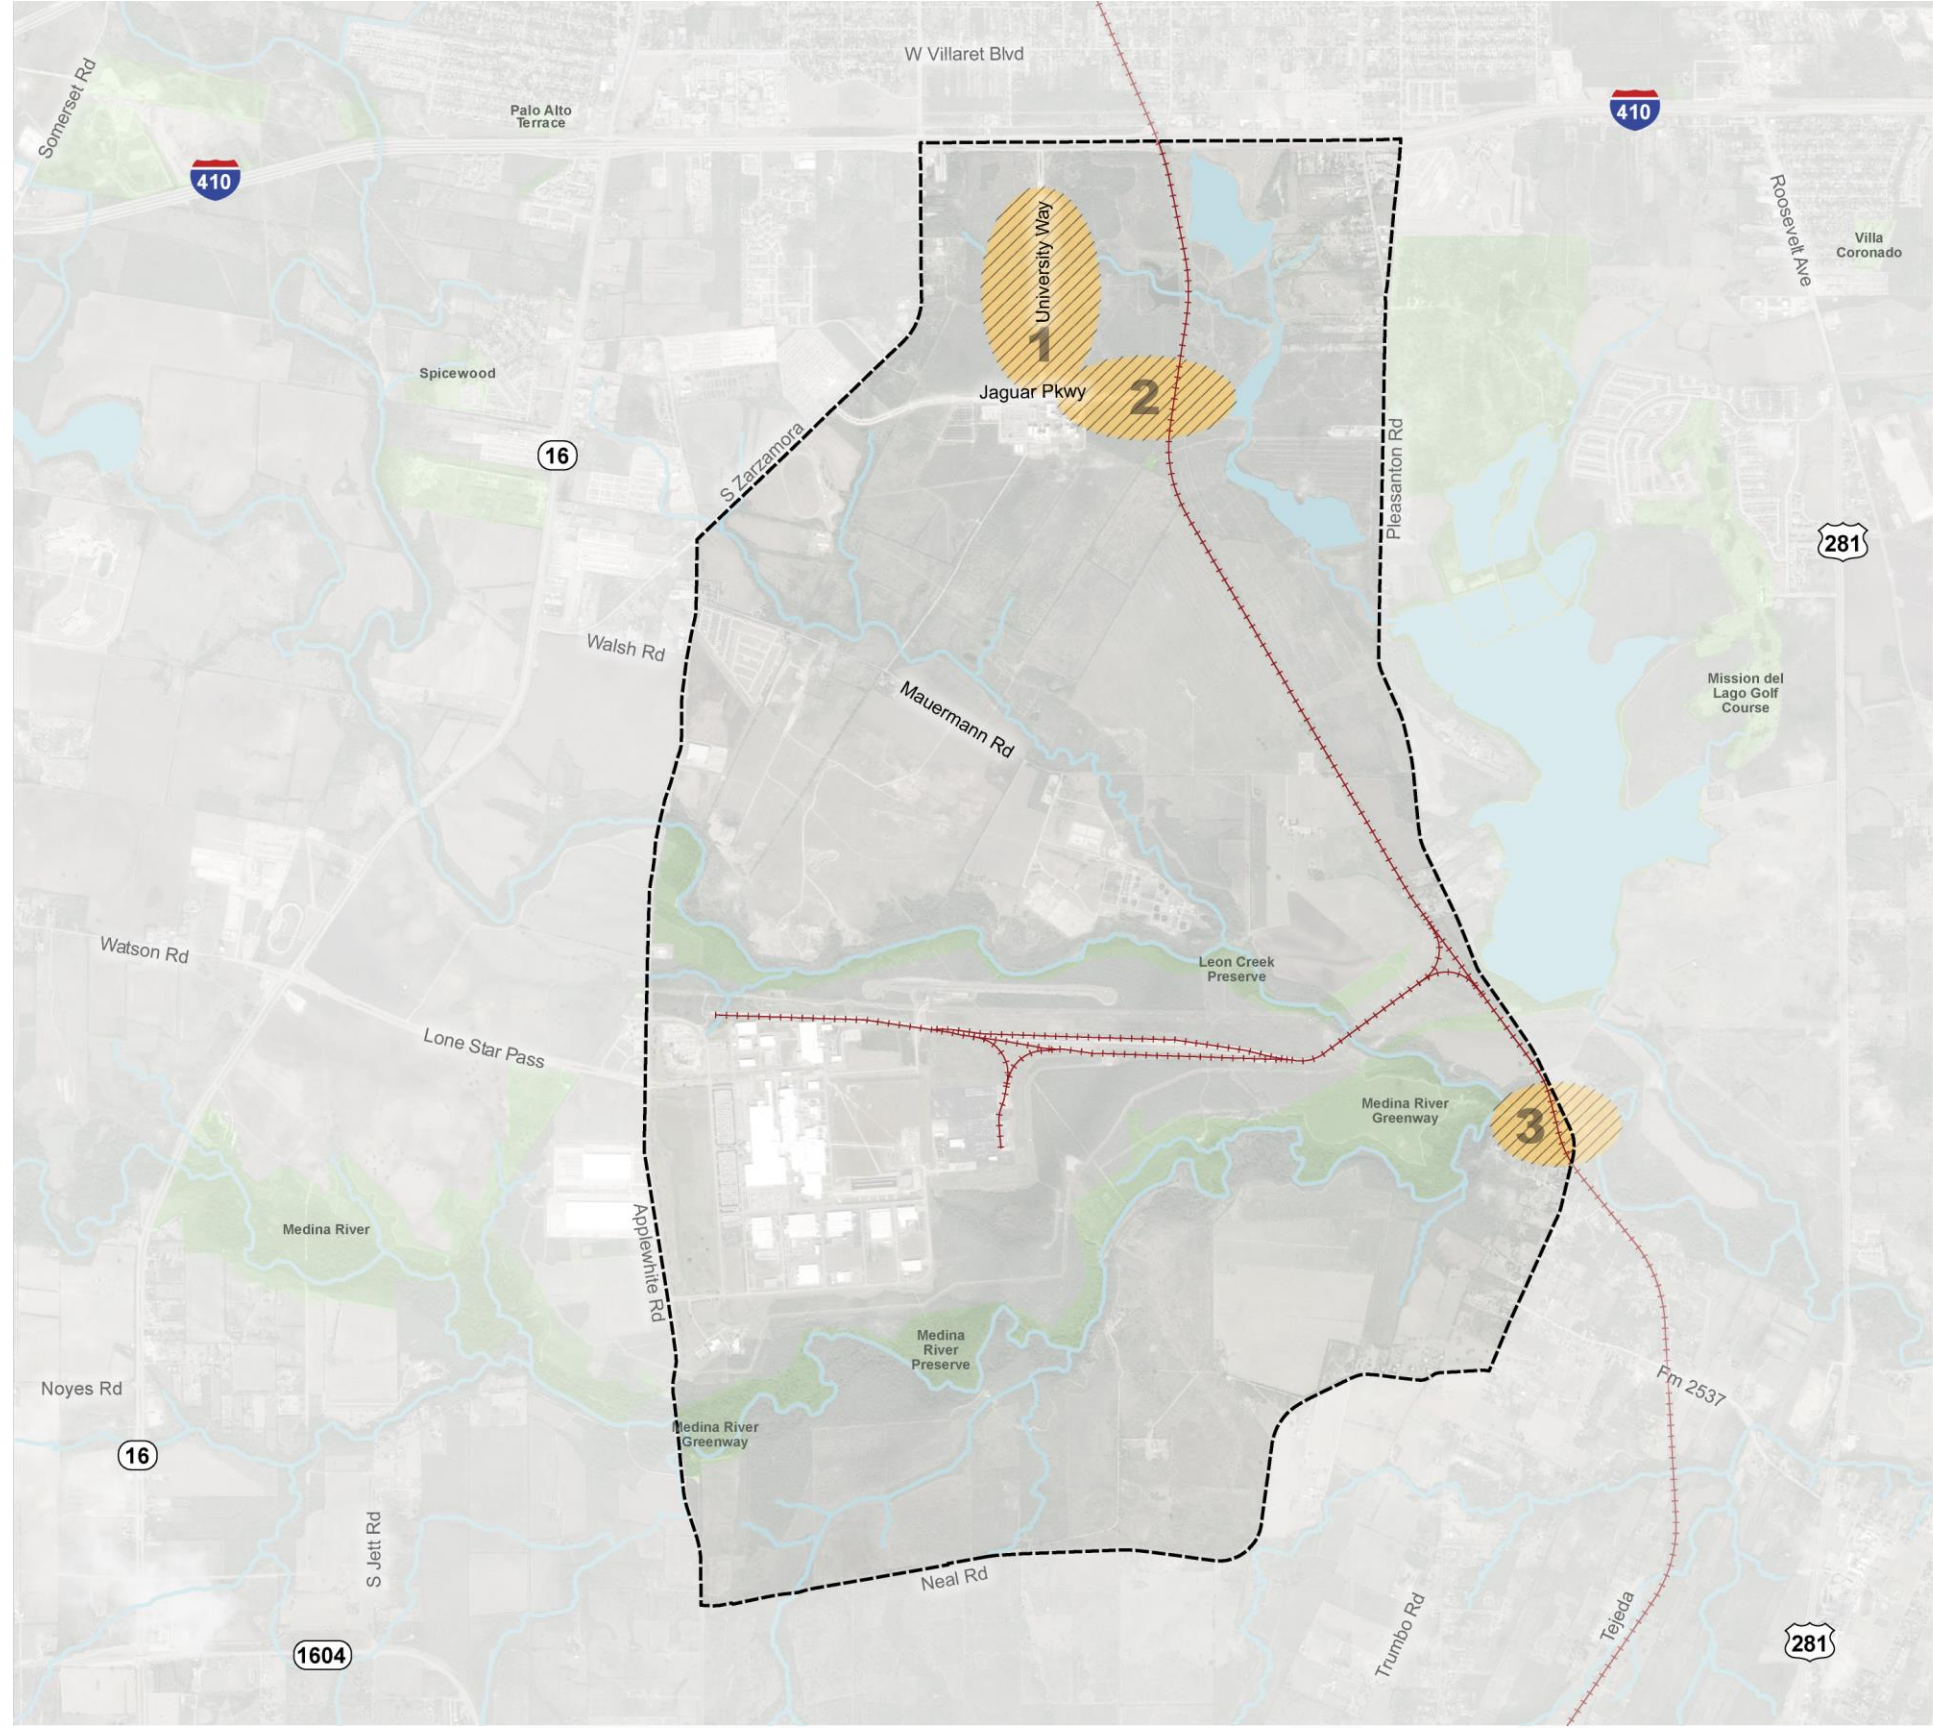 W Villaret Blvd
Somerset Rd
Palo Alto
Terrace
410
410
Roosevelt Ave
Villa
Coronado
University Way
1
Spicewood
Jaguar Pkwy
2
16
S Zarzamora
Pleasanton Rd
281
Walsh Rd
Mauermann Rd
Mission del
Lago Golf
Course
Watson Rd
Leon Creek
Preserve
Lone Star Pass
Medina River
Greenway
3
Medina River
Applewhite Rd
Medina
River
Preserve
Noyes Rd
Fm 2537
Medina River
Greenway
16
S Jett Rd
Neal Rd
Trumbo Rd
Tejeda
1604
281